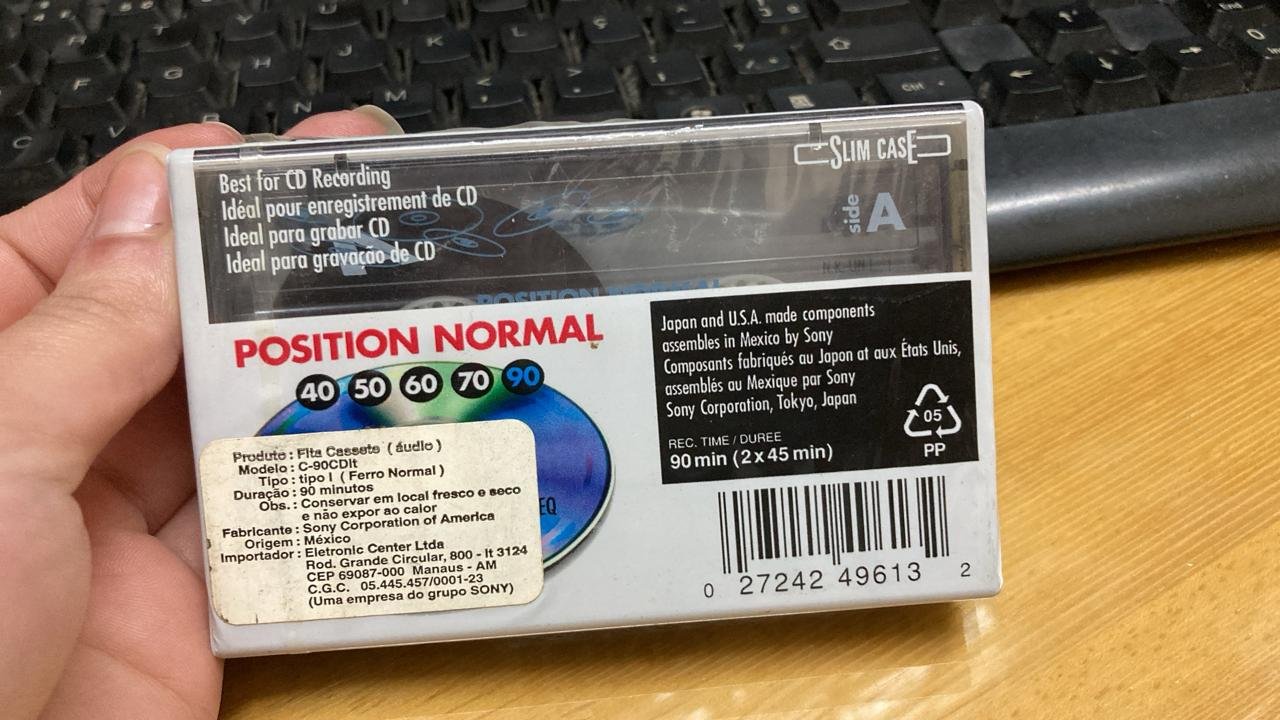 Best for CD Recording
Idéal pour enregistrement de CD
Ideal para grabar CD
Ideal para gravação de CD
SLIM CASE
side A
POSITION NORMAL
POSITION NORMAL
40 50 60 70 90
EQ
Japan and U.S.A. made components
assembles in Mexico by Sony
Composants fabriqués au Japon at aux États Unis,
assemblés au Mexique par Sony
Sony Corporation, Tokyo, Japan
REC. TIME / DUREE
90 min (2 x 45 min)
05
PP
Produto : Fita Cassete ( áudio )
Modelo : C-90CDIt
Tipo : tipo I ( Ferro Normal )
Duração : 90 minutos
Obs. : Conservar em local fresco e seco
e não expor ao calor
Fabricante : Sony Corporation of America
Origem : México
Importador : Eletronic Center Ltda
Rod. Grande Circular, 800 - lt 3124
CEP 69087-000 Manaus - AM
C.G.C. 05.445.457/0001-23
(Uma empresa do grupo SONY)
0 27242 49613 2
F G H J K L Ç
C V B N M < >
Ctrl
End